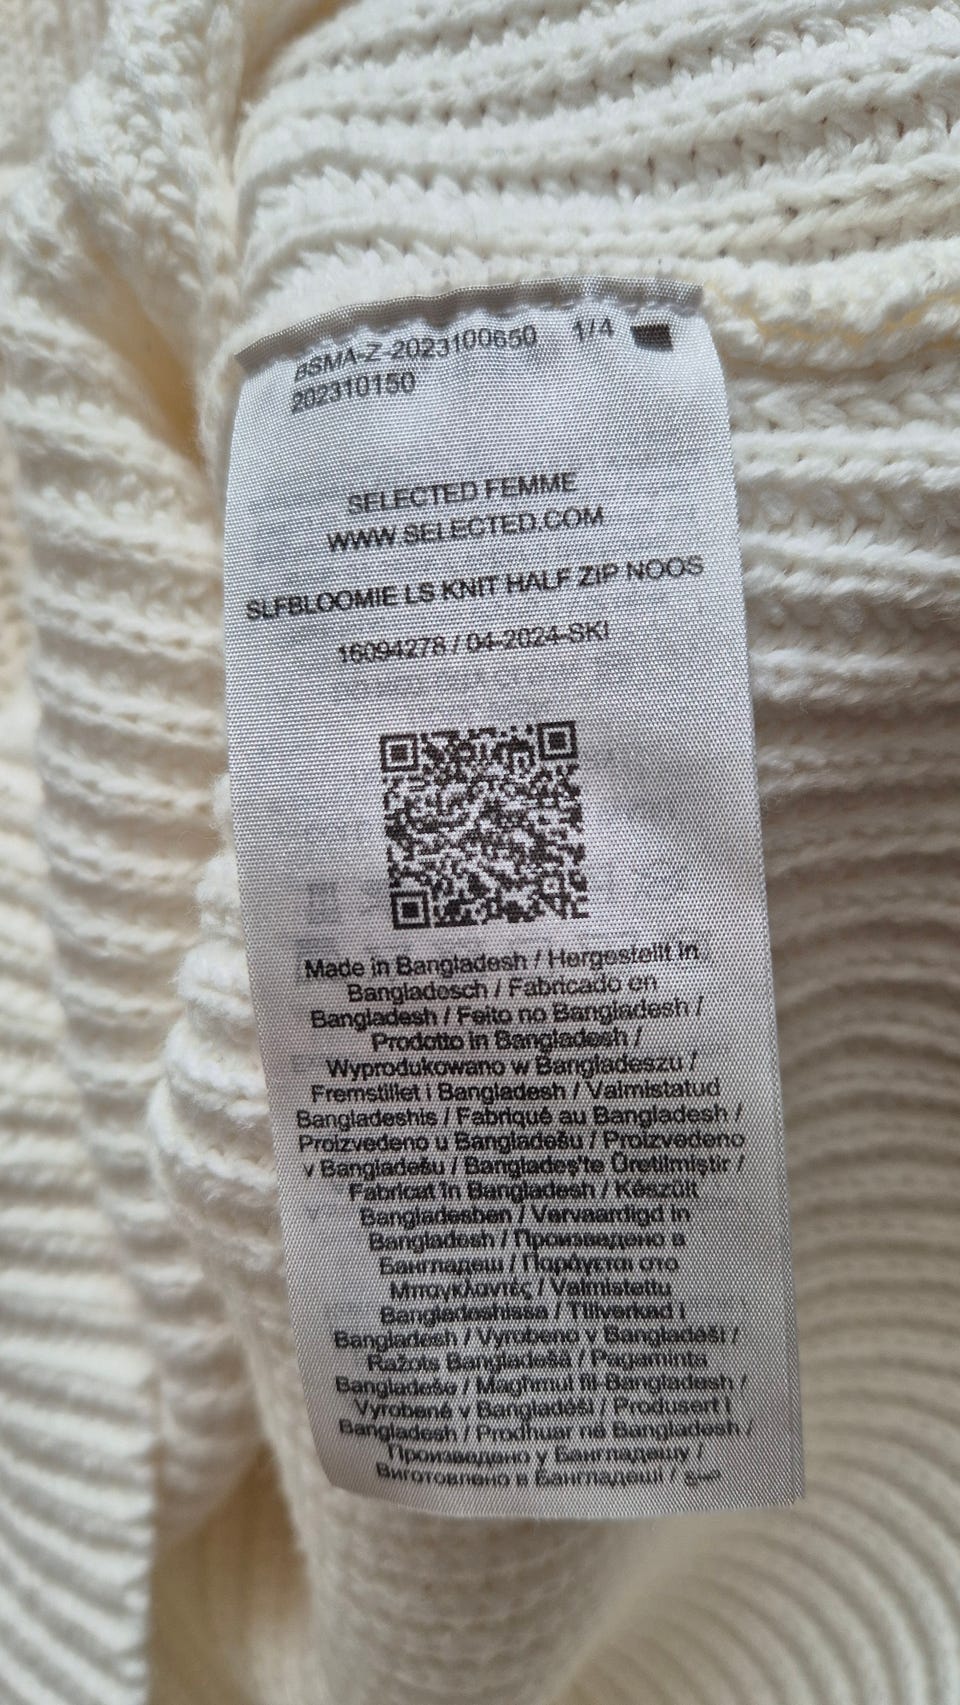 BSMA-Z-2023100650 1/4
202310150
SELECTED FEMME
WWW.SELECTED.COM
SLFBLOOMIE LS KNIT HALF ZIP NOOS
16094278 / 04-2024-SKI
Made in Bangladesh / Hergestellt in
Bangladesch / Fabricado en
Bangladesh / Feito no Bangladesh /
Prodotto in Bangladesh /
Wyprodukowano w Bangladeszu /
Fremstillet i Bangladesh / Valmistatud
Bangladeshis / Fabriqué au Bangladesh /
Proizvedeno u Bangladešu / Proizvedeno
v Bangladešu / Bangladeş'te Üretilmiştir /
Fabricat în Bangladesh / Készült
Bangladesben / Vervaardigd in
Bangladesh / Произведено в
Бангладеш / Παράγεται στο
Μπαγκλαντές / Valmistettu
Bangladeshissa / Tillverkad i
Bangladesh / Vyrobeno v Bangladéši /
Ražots Bangladešā / Pagaminta
Bangladeše / Magħmul fil-Bangladesh /
Vyrobené v Bangladéši / Produsert i
Bangladesh / Prodhuar në Bangladesh /
Произведено у Бангладешу /
Виготовлено в Бангладеші /